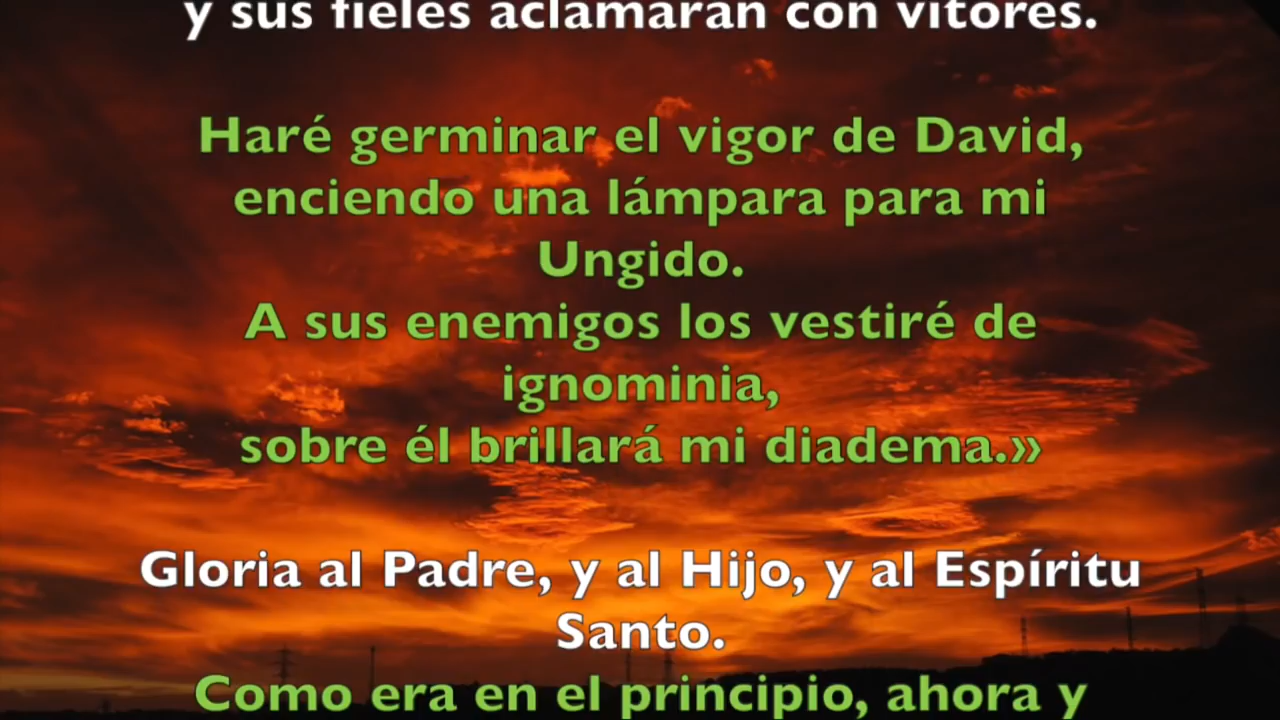 y sus fieles aclamarán con vítores.
Haré germinar el vigor de David,
enciendo una lámpara para mi
Ungido.
A sus enemigos los vestiré de
ignominia,
sobre él brillará mi diadema.»
Gloria al Padre, y al Hijo, y al Espíritu
Santo.
Como era en el principio, ahora y